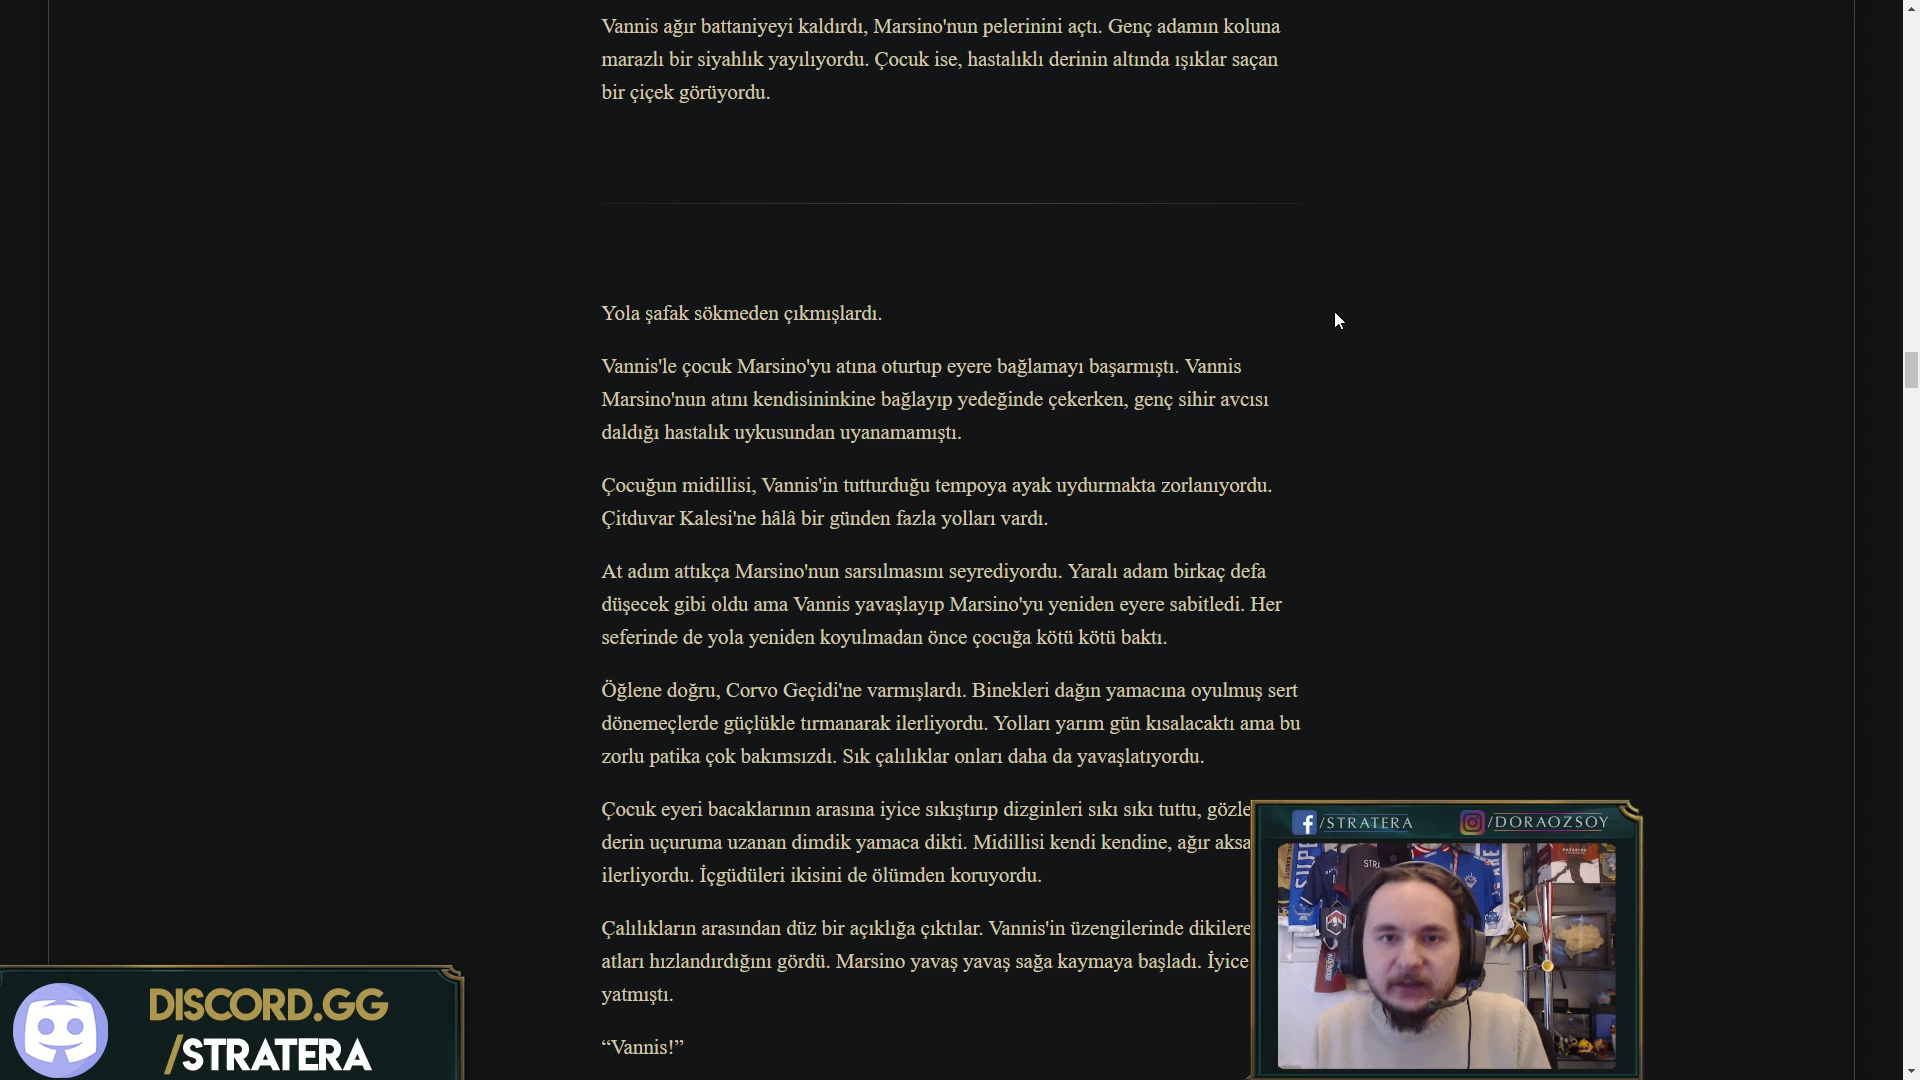 Vannis ağır battaniyeyi kaldırdı, Marsino'nun pelerinini açtı. Genç adamın koluna
marazlı bir siyahlık yayılıyordu. Çocuk ise, hastalıklı derinin altında ışıklar saçan
bir çiçek görüyordu.
Yola şafak sökmeden çıkmışlardı.
Vannis'le çocuk Marsino'yu atına oturtup eyere bağlamayı başarmıştı. Vannis
Marsino'nun atını kendisininkine bağlayıp yedeğinde çekerken, genç sihir avcısı
daldığı hastalık uykusundan uyanamamıştı.
Çocuğun midillisi, Vannis'in tutturduğu tempoya ayak uydurmakta zorlanıyordu.
Çitduvar Kalesi'ne hâlâ bir günden fazla yolları vardı.
At adım attıkça Marsino'nun sarsılmasını seyrediyordu. Yaralı adam birkaç defa
düşecek gibi oldu ama Vannis yavaşlayıp Marsino'yu yeniden eyere sabitledi. Her
seferinde de yola yeniden koyulmadan önce çocuğa kötü kötü baktı.
Öğlene doğru, Corvo Geçidi'ne varmışlardı. Binekleri dağın yamacına oyulmuş sert
dönemeçlerde güçlükle tırmanarak ilerliyordu. Yolları yarım gün kısalacaktı ama bu
zorlu patika çok bakımsızdı. Sık çalılıklar onları daha da yavaşlatıyordu.
Çocuk eyeri bacaklarının arasına iyice sıkıştırıp dizginleri sıkı sıkı tuttu, gözle
derin uçuruma uzanan dimdik yamaca dikti. Midillisi kendi kendine, ağır aksa
ilerliyordu. İçgüdüleri ikisini de ölümden koruyordu.
Çalılıkların arasından düz bir açıklığa çıktılar. Vannis'in üzengilerinde dikilere
atları hızlandırdığını gördü. Marsino yavaş yavaş sağa kaymaya başladı. İyice
yatmıştı.
“Vannis!”
/STRATERA
/DORAOZSOY
DISCORD.GG
/STRATERA